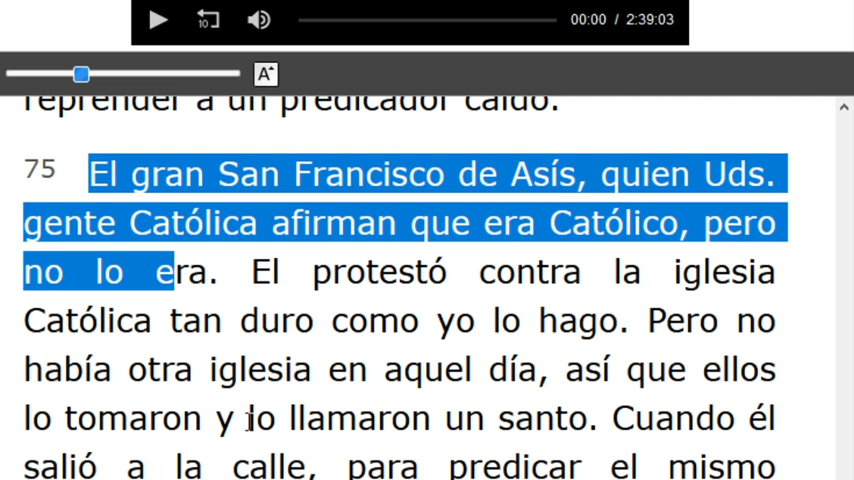 10
00:00 / 2:39:03
A
reprender a un predicador caído.
75 El gran San Francisco de Asís, quien Uds.
gente Católica afirman que era Católico, pero
no lo era. El protestó contra la iglesia
Católica tan duro como yo lo hago. Pero no
había otra iglesia en aquel día, así que ellos
lo tomaron y lo llamaron un santo. Cuando él
salió a la calle, para predicar el mismo